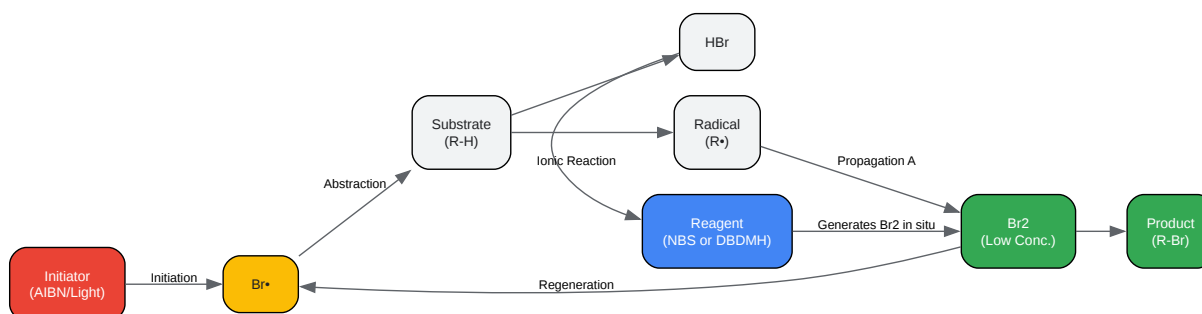 HBr
Substrate
(R-H)
Radical
(R•)
Ionic Reaction
Propagation A
Abstraction
Reagent
(NBS or DBDMH)
Generates Br2 in situ
Br2
(Low Conc.)
Product
(R-Br)
Initiator
(AIBN/Light)
Initiation
Br•
Regeneration